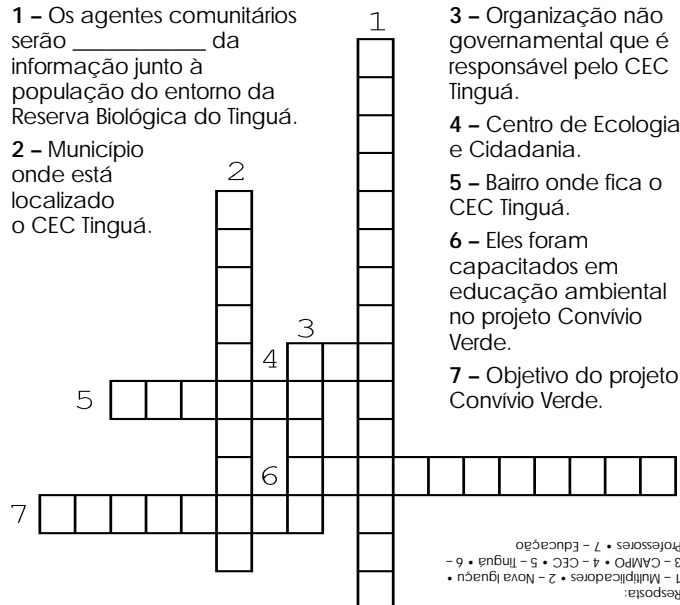 1 – Os agentes comunitários
serão ____________ da
informação junto à
população do entorno da
Reserva Biológica do Tinguá.
2 – Município
onde está
localizado
o CEC Tinguá.
1
2
3
4
5
6
7
3 – Organização não
governamental que é
responsável pelo CEC
Tinguá.
4 – Centro de Ecologia
e Cidadania.
5 – Bairro onde fica o
CEC Tinguá.
6 – Eles foram
capacitados em
educação ambiental
no projeto Convívio
Verde.
7 – Objetivo do projeto
Convívio Verde.
Resposta:
1 – Multiplicadores • 2 – Nova Iguaçu •
3 – CAMPO • 4 – CEC • 5 – Tinguá • 6 –
Professores • 7 – Educação